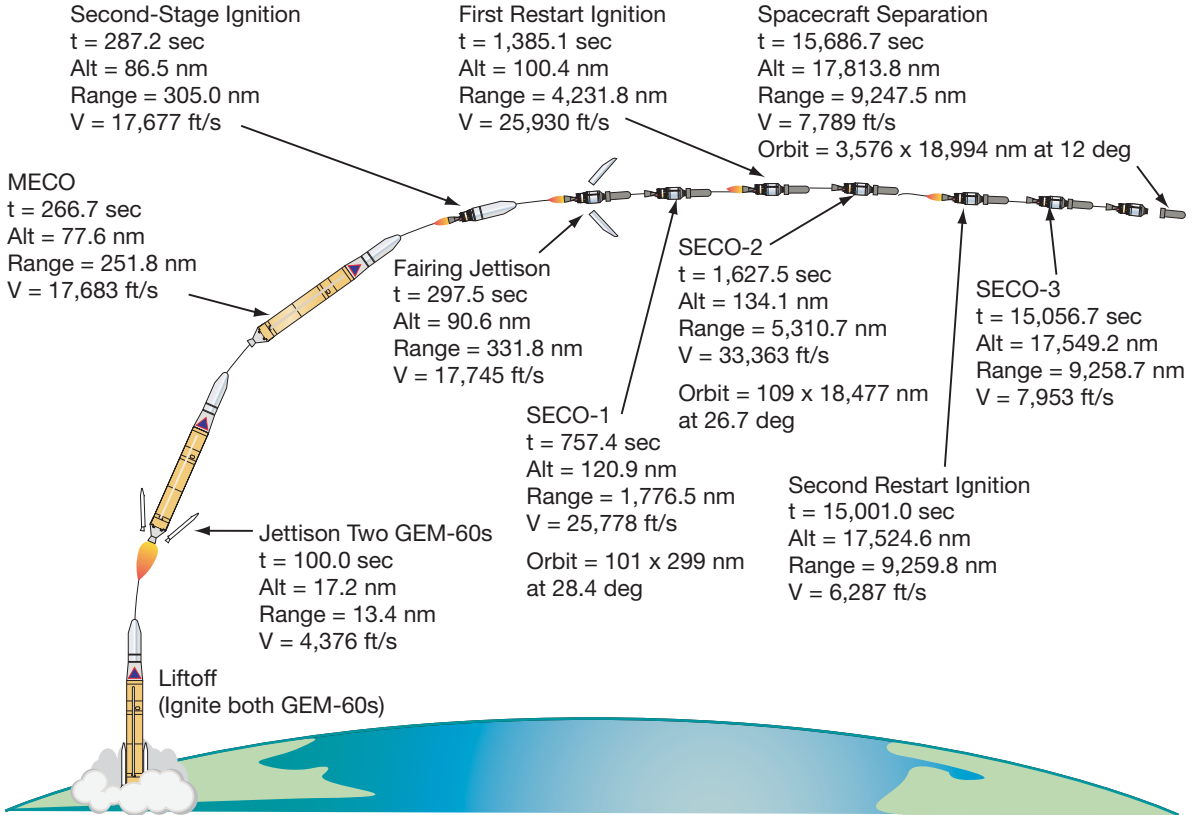 Second-Stage Ignition
t = 287.2 sec
Alt = 86.5 nm
Range = 305.0 nm
V = 17,677 ft/s
First Restart Ignition
t = 1,385.1 sec
Alt = 100.4 nm
Range = 4,231.8 nm
V = 25,930 ft/s
Spacecraft Separation
t = 15,686.7 sec
Alt = 17,813.8 nm
Range = 9,247.5 nm
V = 7,789 ft/s
Orbit = 3,576 x 18,994 nm at 12 deg
MECO
t = 266.7 sec
Alt = 77.6 nm
Range = 251.8 nm
V = 17,683 ft/s
Fairing Jettison
t = 297.5 sec
Alt = 90.6 nm
Range = 331.8 nm
V = 17,745 ft/s
SECO-2
t = 1,627.5 sec
Alt = 134.1 nm
Range = 5,310.7 nm
V = 33,363 ft/s
Orbit = 109 x 18,477 nm
at 26.7 deg
SECO-3
t = 15,056.7 sec
Alt = 17,549.2 nm
Range = 9,258.7 nm
V = 7,953 ft/s
SECO-1
t = 757.4 sec
Alt = 120.9 nm
Range = 1,776.5 nm
V = 25,778 ft/s
Orbit = 101 x 299 nm
at 28.4 deg
Second Restart Ignition
t = 15,001.0 sec
Alt = 17,524.6 nm
Range = 9,259.8 nm
V = 6,287 ft/s
Jettison Two GEM-60s
t = 100.0 sec
Alt = 17.2 nm
Range = 13.4 nm
V = 4,376 ft/s
Liftoff
(Ignite both GEM-60s)